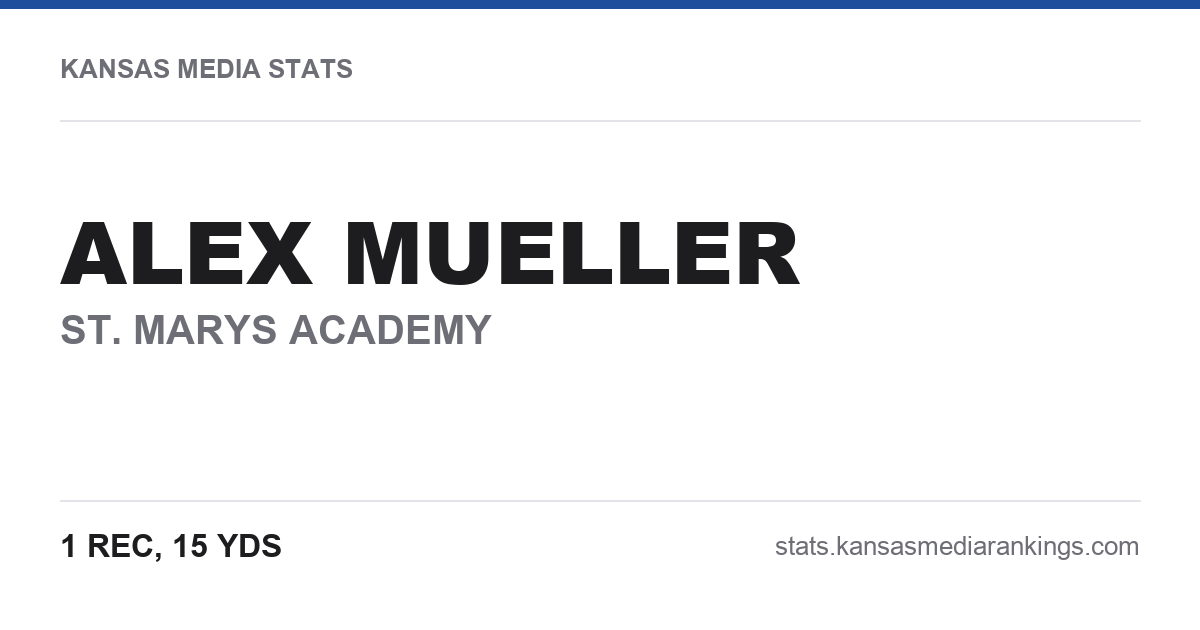 KANSAS MEDIA STATS
ALEX MUELLER
ST. MARYS ACADEMY
1 REC, 15 YDS
stats.kansasmediarankings.com